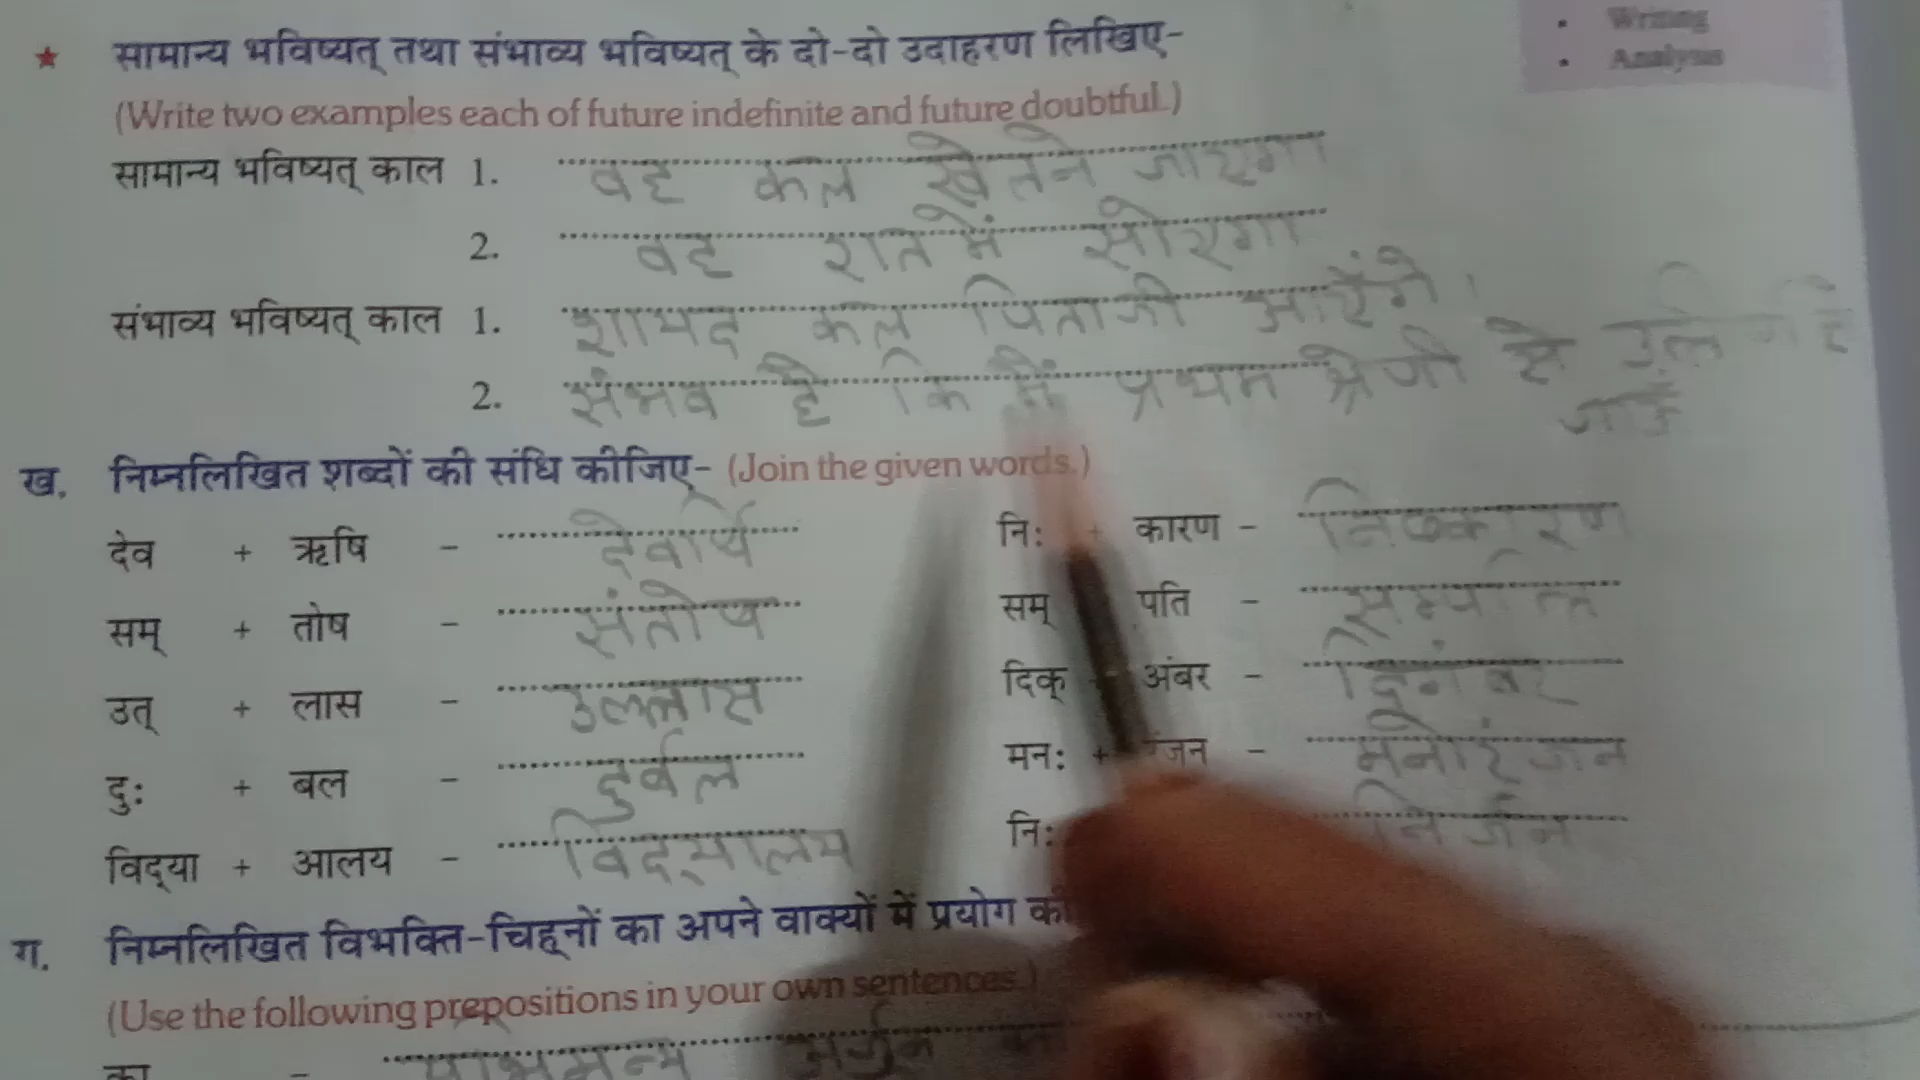 • Writing
• Analysis
★ सामान्य भविष्यत् तथा संभाव्य भविष्यत् के दो-दो उदाहरण लिखिए-
(Write two examples each of future indefinite and future doubtful.)
सामान्य भविष्यत् काल 1. वह कल खेलने जाएगा
2. वह रात में सोएगा
संभाव्य भविष्यत् काल 1. शायद कल पिताजी आएँगे।
2. संभव है कि मैं प्रथम श्रेणी से
जाऊँ
ख. निम्नलिखित शब्दों की संधि कीजिए- (Join the given words.)
देव + ऋषि - देवर्षि नि: + कारण - निष्कारण
सम् + तोष - संतोष सम् पति - सम्पत्ति
उत् + लास - उल्लास दिक् अंबर - दिगंबर
दु: + बल - दुर्बल मन: + रंजन - मनोरंजन
विद्या + आलय - विद्यालय नि: निर्जन
ग. निम्नलिखित विभक्ति-चिह्नों का अपने वाक्यों में प्रयोग
(Use the following prepositions in your own sentences.)
का -